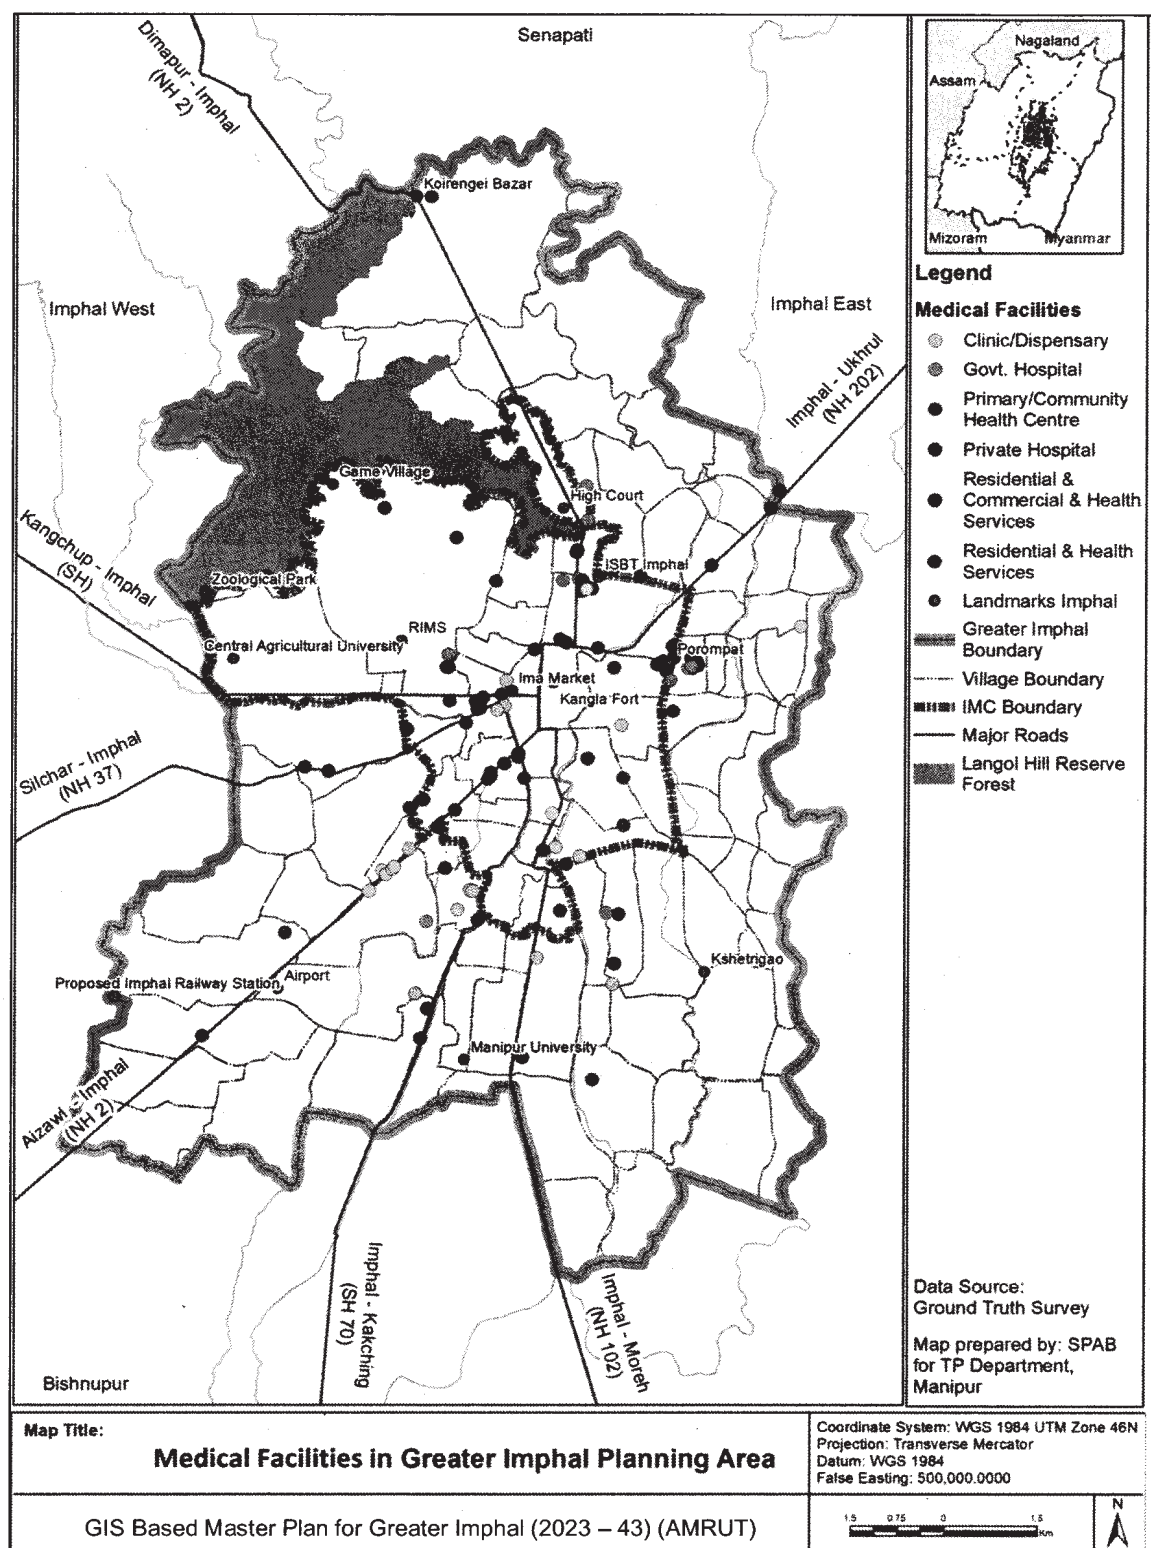 Senapati
Dimapur - Imphal
(NH 2)
Koirengei Bazar
Imphal West
Imphal East
Imphal - Ukhrul
(NH 202)
Game Village
High Court
Kangchup - Imphal
(SH)
ISBT Imphal
Zoological Park
RIMS
Central Agricultural University
Porompat
Ima Market
Kangla Fort
Silchar - Imphal
(NH 37)
Kshetrigao
Airport
Proposed Imphal Railway Station
Manipur University
Aizawl - Imphal
(NH 2)
Imphal - Kakching
(SH 70)
Imphal - Moreh
(NH 102)
Bishnupur
Nagaland
Assam
Mizoram
Myanmar
Legend
Medical Facilities
Clinic/Dispensary
Govt. Hospital
Primary/Community
Health Centre
Private Hospital
Residential &
Commercial & Health
Services
Residential & Health
Services
Landmarks Imphal
Greater Imphal
Boundary
Village Boundary
IMC Boundary
Major Roads
Langol Hill Reserve
Forest
Data Source:
Ground Truth Survey
Map prepared by: SPAB
for TP Department,
Manipur
Map Title:
Medical Facilities in Greater Imphal Planning Area
GIS Based Master Plan for Greater Imphal (2023 – 43) (AMRUT)
Coordinate System: WGS 1984 UTM Zone 46N
Projection: Transverse Mercator
Datum: WGS 1984
False Easting: 500,000.0000
1.5 0.75 0 1.5
Km
N